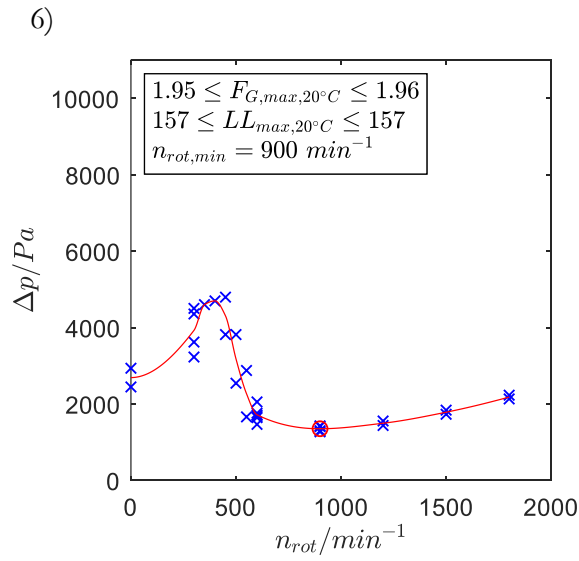 6)
1.95 ≤ F_{G,max,20°C} ≤ 1.96
157 ≤ LL_{max,20°C} ≤ 157
n_{rot,min} = 900 min^{-1}
10000
8000
6000
4000
2000
0
Δp/Pa
0 500 1000 1500 2000
n_{rot}/min^{-1}